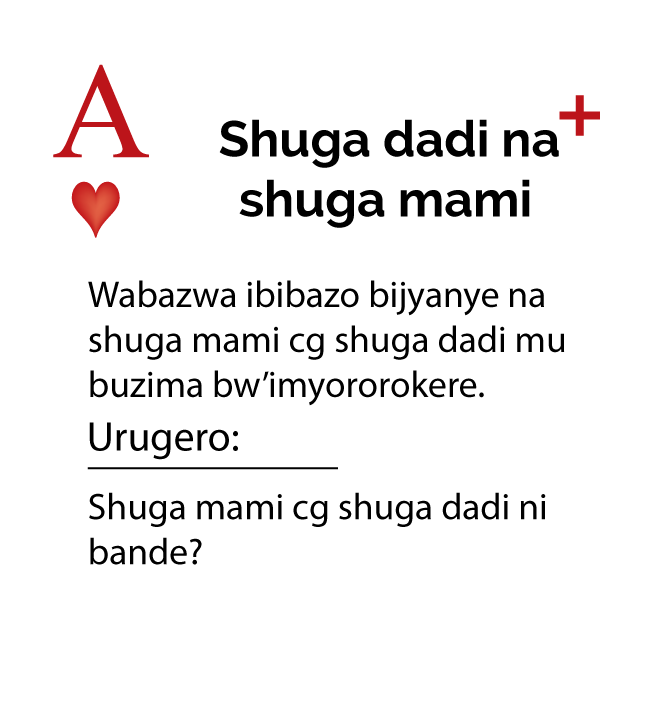 A
+
Shuga dadi na
shuga mami
Wabazwa ibibazo bijyanye na
shuga mami cg shuga dadi mu
buzima bw’imyororokere.
Urugero:
Shuga mami cg shuga dadi ni
bande?